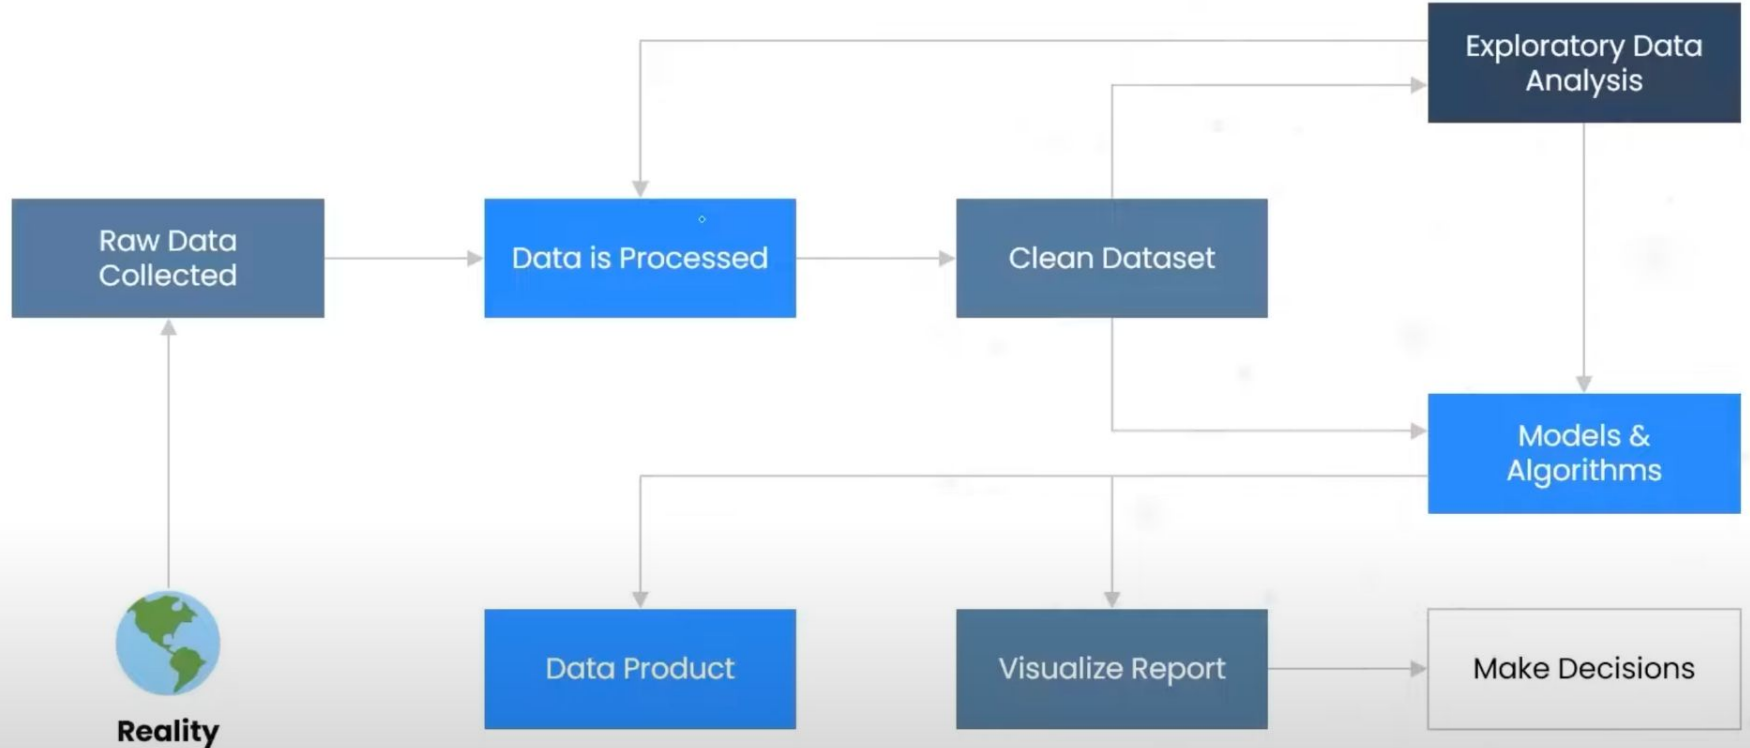 Exploratory Data
Analysis
Raw Data
Collected
Data is Processed
Clean Dataset
Models &
Algorithms
Data Product
Visualize Report
Make Decisions
Reality